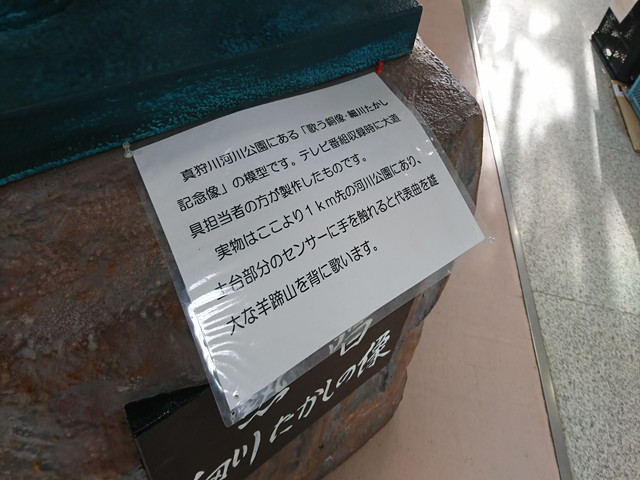 真狩川河川公園にある「歌う銅像・細川たかし
記念像」の模型です。テレビ番組収録時に大道
具担当者の方が製作したものです。
実物はここより1km先の河川公園にあり、
土台部分のセンサーに手を触れると代表曲を雄
大な羊蹄山を背に歌います。
細川たかしの像